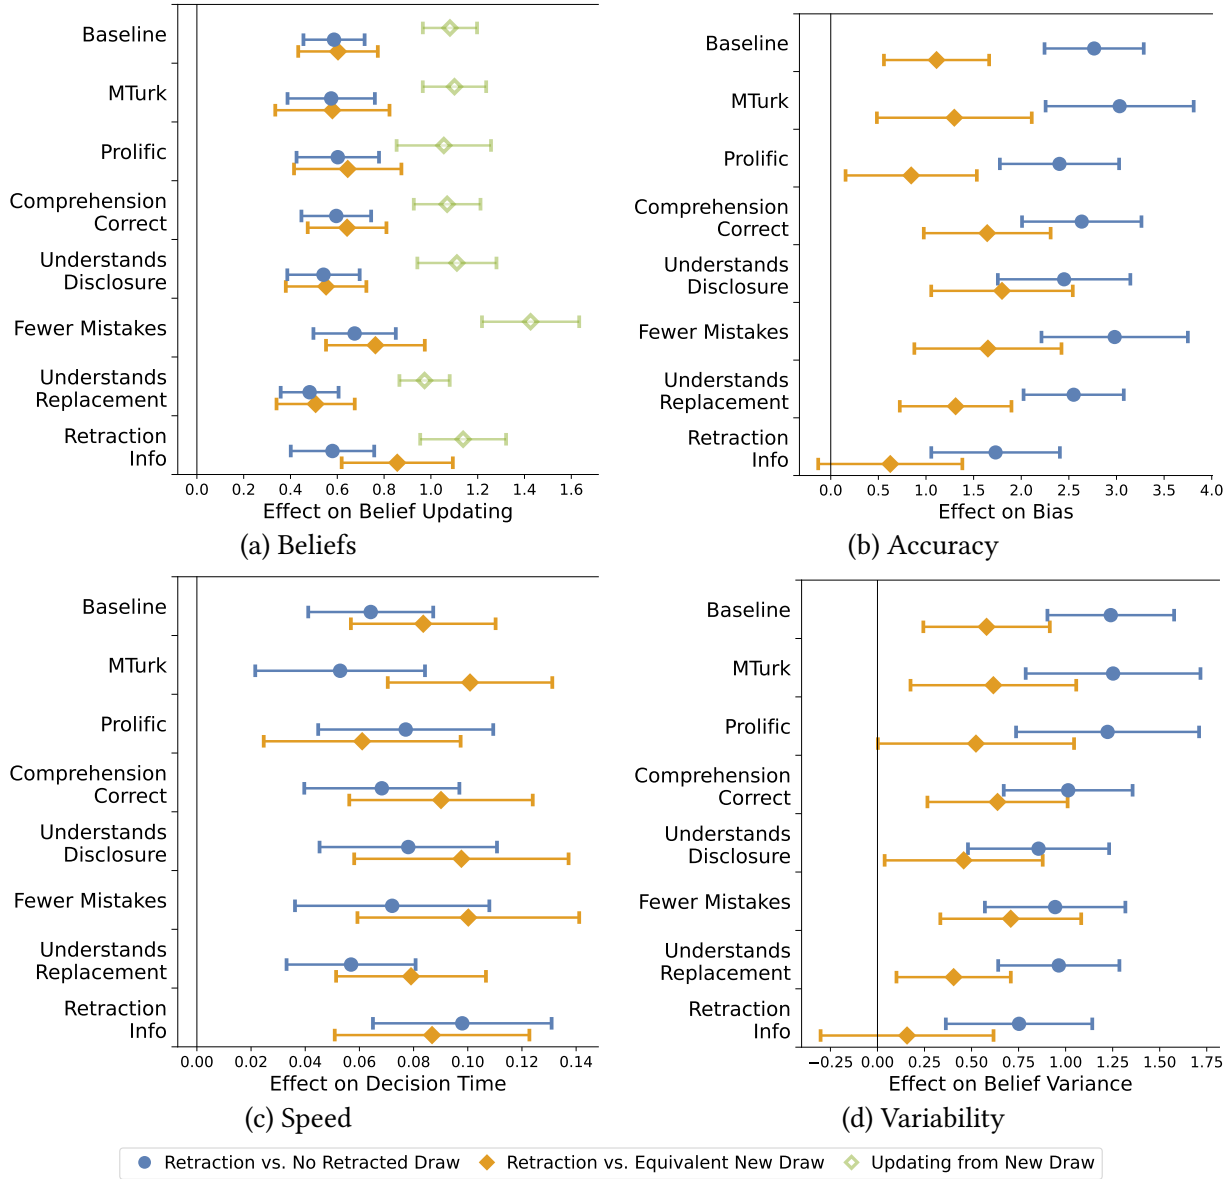 Baseline
MTurk
Prolific
Comprehension
Correct
Understands
Disclosure
Fewer Mistakes
Understands
Replacement
Retraction
Info
0.0 0.2 0.4 0.6 0.8 1.0 1.2 1.4 1.6
Effect on Belief Updating
(a) Beliefs
Baseline
MTurk
Prolific
Comprehension
Correct
Understands
Disclosure
Fewer Mistakes
Understands
Replacement
Retraction
Info
0.0 0.5 1.0 1.5 2.0 2.5 3.0 3.5 4.0
Effect on Bias
(b) Accuracy
Baseline
MTurk
Prolific
Comprehension
Correct
Understands
Disclosure
Fewer Mistakes
Understands
Replacement
Retraction
Info
0.00 0.02 0.04 0.06 0.08 0.10 0.12 0.14
Effect on Decision Time
(c) Speed
Baseline
MTurk
Prolific
Comprehension
Correct
Understands
Disclosure
Fewer Mistakes
Understands
Replacement
Retraction
Info
−0.25 0.00 0.25 0.50 0.75 1.00 1.25 1.50 1.75
Effect on Belief Variance
(d) Variability
Retraction vs. No Retracted Draw Retraction vs. Equivalent New Draw Updating from New Draw